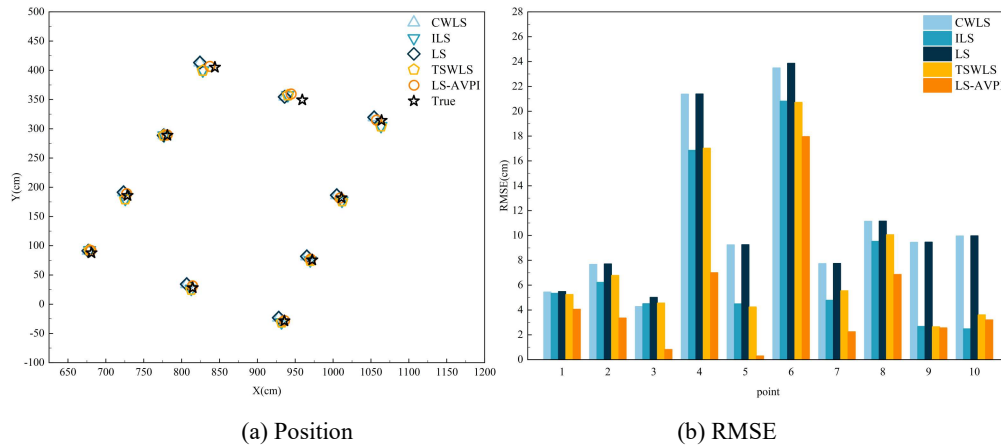 500
450
400
350
300
250
200
150
100
50
0
-50
-100
Y(cm)
650 700 750 800 850 900 950 1000 1050 1100 1150 1200
X(cm)
CWLS
ILS
LS
TSWLS
LS-AVPI
True
(a) Position
28
26
24
22
20
18
16
14
12
10
8
6
4
2
0
RMSE(cm)
1 2 3 4 5 6 7 8 9 10
point
CWLS
ILS
LS
TSWLS
LS-AVPI
(b) RMSE